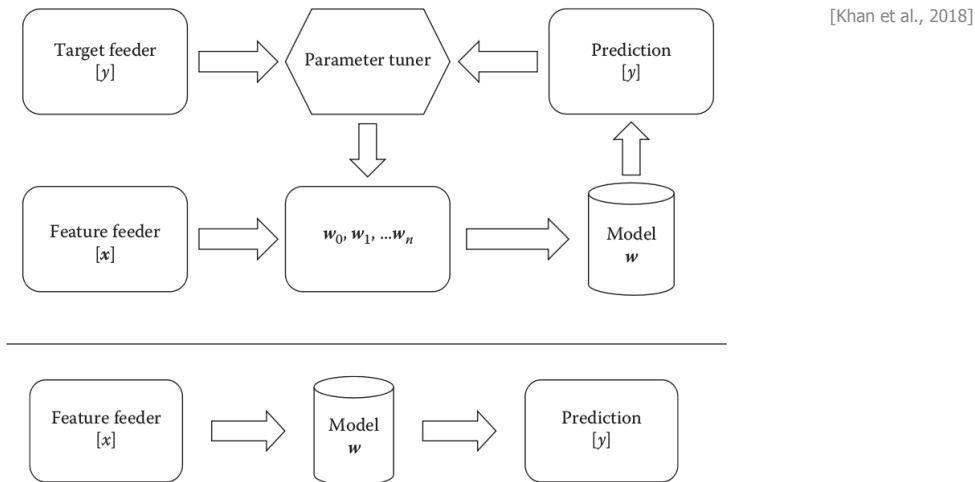 [Khan et al., 2018]
Target feeder
[y]
Parameter tuner
Prediction
[y]
Feature feeder
[x]
w₀, w₁, ...wₙ
Model
w
Feature feeder
[x]
Model
w
Prediction
[y]